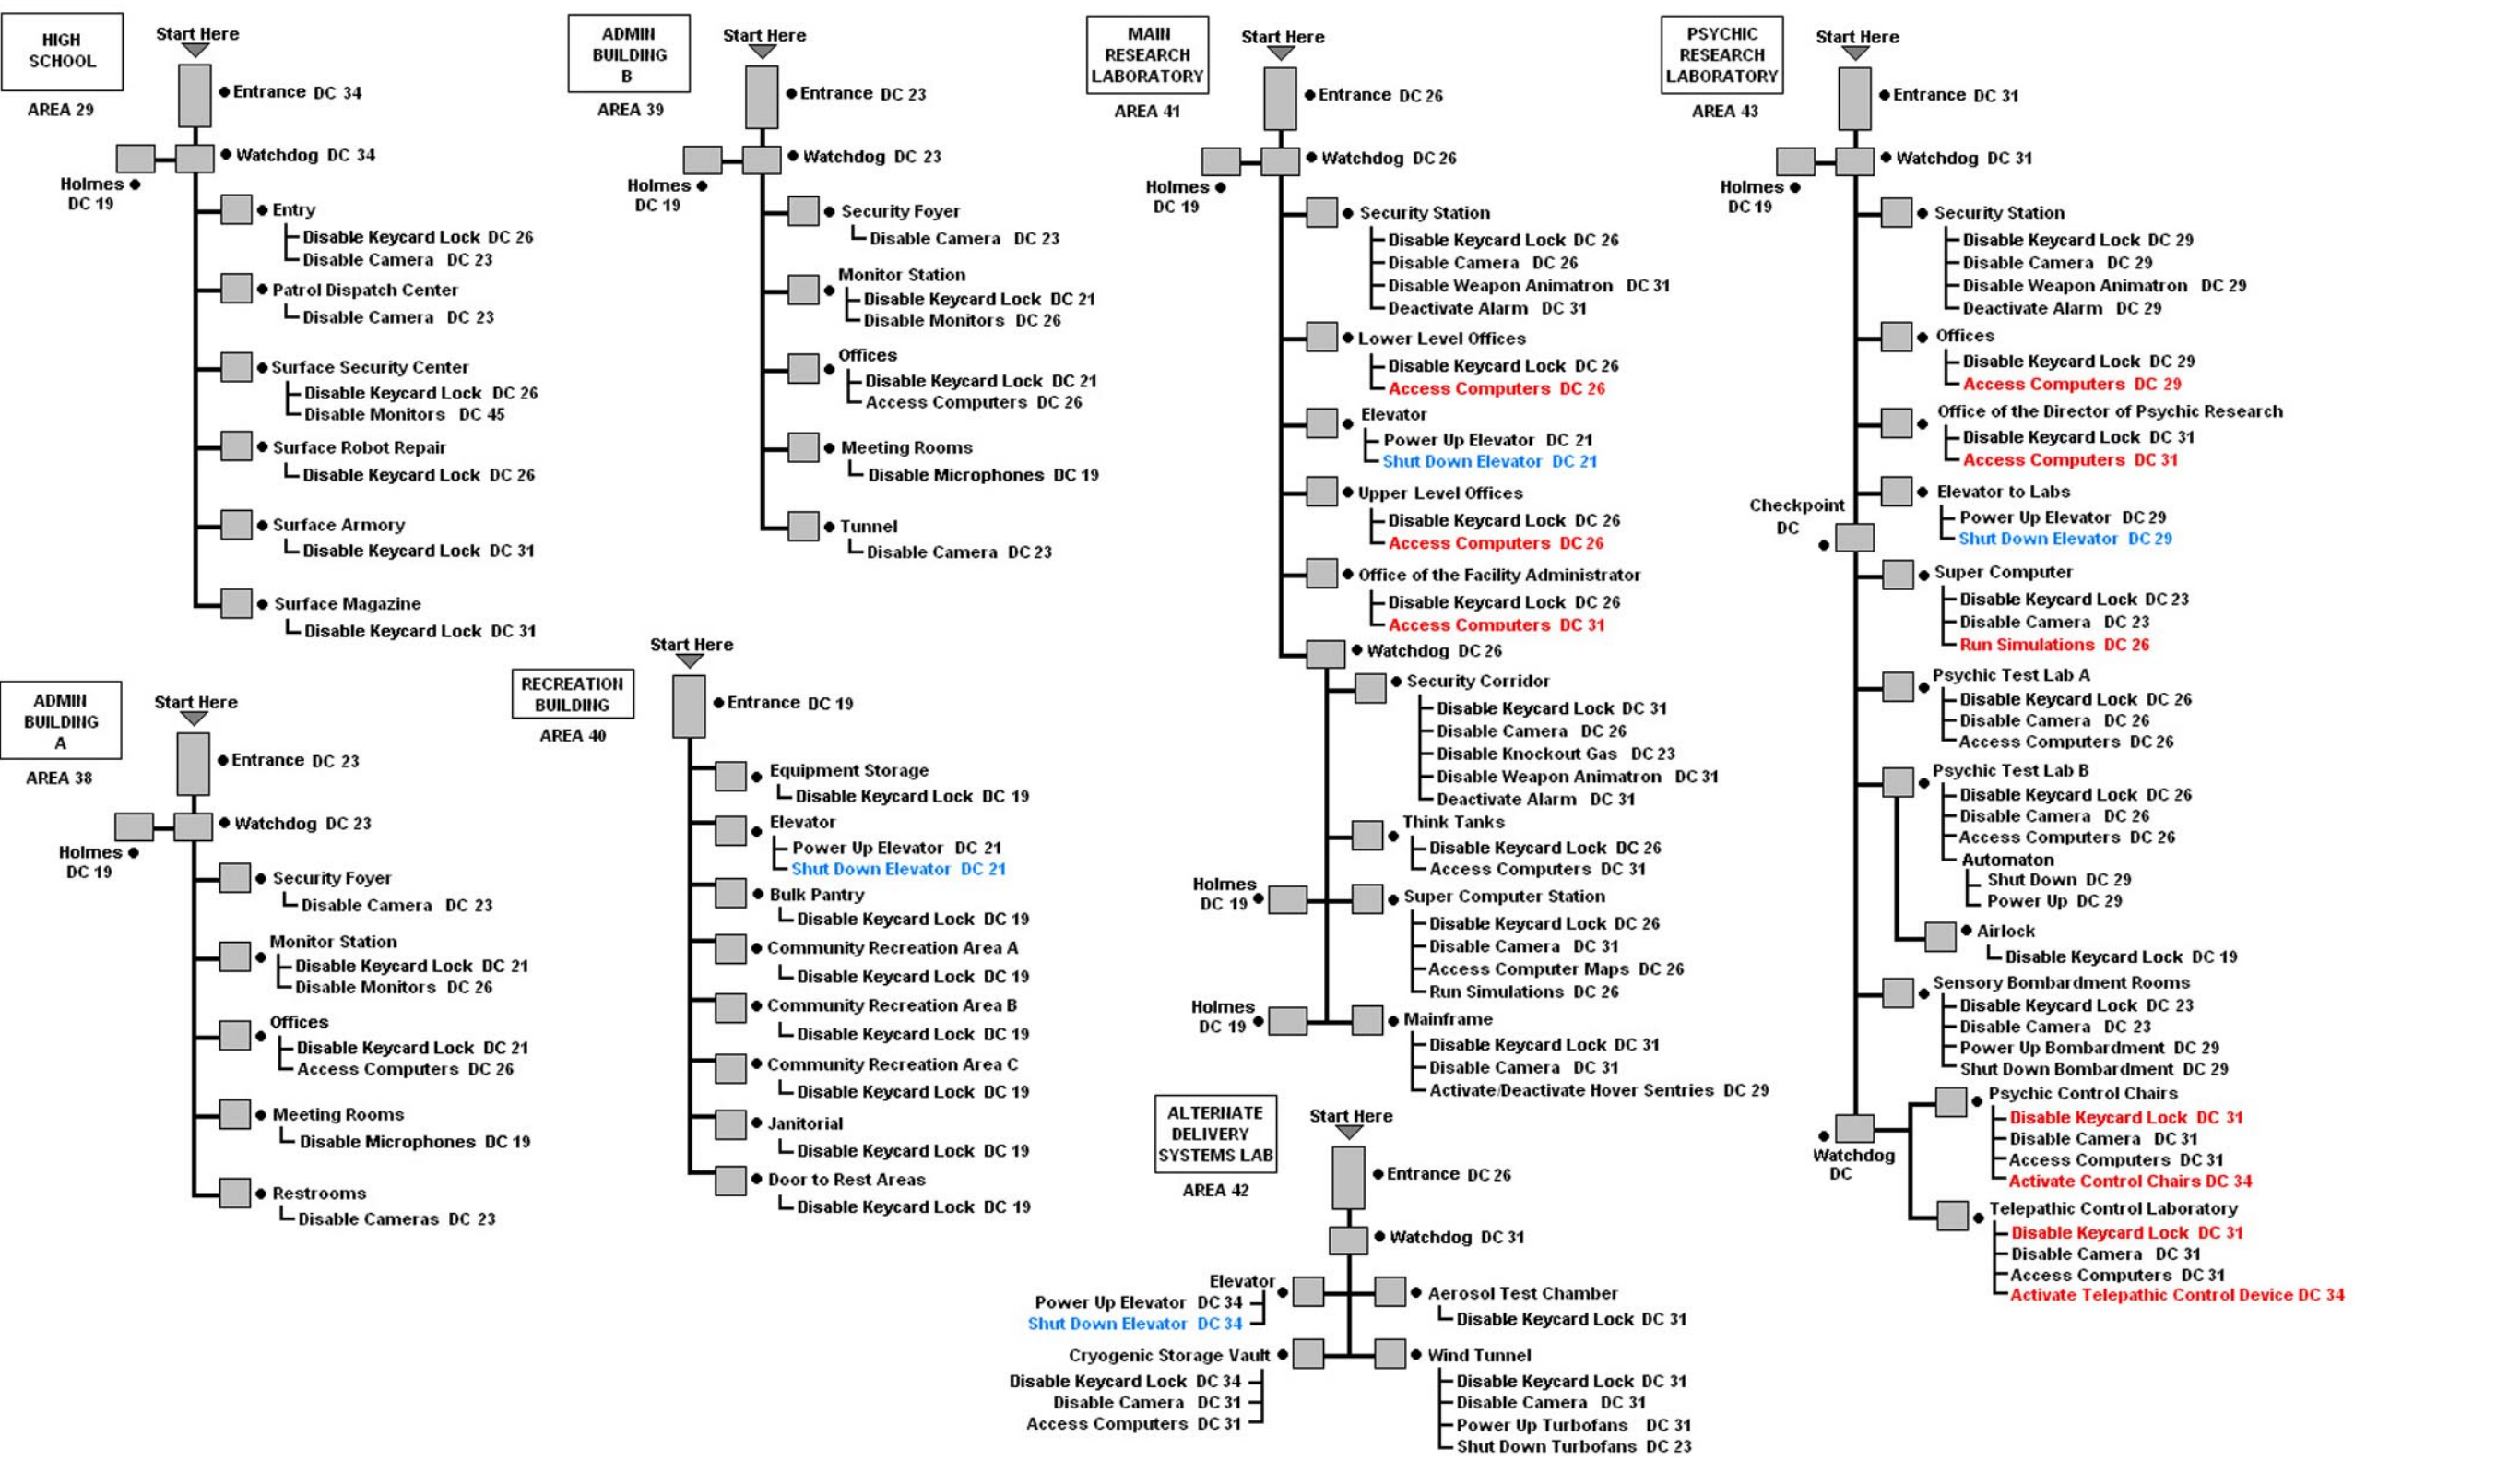 HIGH
SCHOOL
AREA 29
Start Here
Entrance DC 34
Watchdog DC 34
Holmes
DC 19
Entry
Disable Keycard Lock DC 26
Disable Camera DC 23
Patrol Dispatch Center
Disable Camera DC 23
Surface Security Center
Disable Keycard Lock DC 26
Disable Monitors DC 45
Surface Robot Repair
Disable Keycard Lock DC 26
Surface Armory
Disable Keycard Lock DC 31
Surface Magazine
Disable Keycard Lock DC 31
ADMIN
BUILDING
A
AREA 38
Start Here
Entrance DC 23
Watchdog DC 23
Holmes
DC 19
Security Foyer
Disable Camera DC 23
Monitor Station
Disable Keycard Lock DC 21
Disable Monitors DC 26
Offices
Disable Keycard Lock DC 21
Access Computers DC 26
Meeting Rooms
Disable Microphones DC 19
Restrooms
Disable Cameras DC 23
ADMIN
BUILDING
B
AREA 39
Start Here
Entrance DC 23
Watchdog DC 23
Holmes
DC 19
Security Foyer
Disable Camera DC 23
Monitor Station
Disable Keycard Lock DC 21
Disable Monitors DC 26
Offices
Disable Keycard Lock DC 21
Access Computers DC 26
Meeting Rooms
Disable Microphones DC 19
Tunnel
Disable Camera DC 23
RECREATION
BUILDING
AREA 40
Start Here
Entrance DC 19
Equipment Storage
Disable Keycard Lock DC 19
Elevator
Power Up Elevator DC 21
Shut Down Elevator DC 21
Bulk Pantry
Disable Keycard Lock DC 19
Community Recreation Area A
Disable Keycard Lock DC 19
Community Recreation Area B
Disable Keycard Lock DC 19
Community Recreation Area C
Disable Keycard Lock DC 19
Janitorial
Disable Keycard Lock DC 19
Door to Rest Areas
Disable Keycard Lock DC 19
MAIN
RESEARCH
LABORATORY
AREA 41
Start Here
Entrance DC 26
Watchdog DC 26
Holmes
DC 19
Security Station
Disable Keycard Lock DC 26
Disable Camera DC 26
Disable Weapon Animatron DC 31
Deactivate Alarm DC 31
Lower Level Offices
Disable Keycard Lock DC 26
Access Computers DC 26
Elevator
Power Up Elevator DC 21
Shut Down Elevator DC 21
Upper Level Offices
Disable Keycard Lock DC 26
Access Computers DC 26
Office of the Facility Administrator
Disable Keycard Lock DC 26
Access Computers DC 31
Watchdog DC 26
Security Corridor
Disable Keycard Lock DC 31
Disable Camera DC 26
Disable Knockout Gas DC 23
Disable Weapon Animatron DC 31
Deactivate Alarm DC 31
Think Tanks
Disable Keycard Lock DC 26
Access Computers DC 31
Holmes
DC 19
Super Computer Station
Disable Keycard Lock DC 26
Disable Camera DC 31
Access Computer Maps DC 26
Run Simulations DC 26
Holmes
DC 19
Mainframe
Disable Keycard Lock DC 31
Disable Camera DC 31
Activate/Deactivate Hover Sentries DC 29
ALTERNATE
DELIVERY
SYSTEMS LAB
AREA 42
Start Here
Entrance DC 26
Watchdog DC 31
Elevator
Power Up Elevator DC 34
Shut Down Elevator DC 34
Aerosol Test Chamber
Disable Keycard Lock DC 31
Cryogenic Storage Vault
Disable Keycard Lock DC 34
Disable Camera DC 31
Access Computers DC 31
Wind Tunnel
Disable Keycard Lock DC 31
Disable Camera DC 31
Power Up Turbofans DC 31
Shut Down Turbofans DC 23
PSYCHIC
RESEARCH
LABORATORY
AREA 43
Start Here
Entrance DC 31
Watchdog DC 31
Holmes
DC 19
Security Station
Disable Keycard Lock DC 29
Disable Camera DC 29
Disable Weapon Animatron DC 29
Deactivate Alarm DC 29
Offices
Disable Keycard Lock DC 29
Access Computers DC 29
Office of the Director of Psychic Research
Disable Keycard Lock DC 31
Access Computers DC 31
Elevator to Labs
Power Up Elevator DC 29
Shut Down Elevator DC 29
Checkpoint
DC
Super Computer
Disable Keycard Lock DC 23
Disable Camera DC 23
Run Simulations DC 26
Psychic Test Lab A
Disable Keycard Lock DC 26
Disable Camera DC 26
Access Computers DC 26
Psychic Test Lab B
Disable Keycard Lock DC 26
Disable Camera DC 26
Access Computers DC 26
Automaton
Shut Down DC 29
Power Up DC 29
Airlock
Disable Keycard Lock DC 19
Sensory Bombardment Rooms
Disable Keycard Lock DC 23
Disable Camera DC 23
Power Up Bombardment DC 29
Shut Down Bombardment DC 29
Watchdog
DC
Psychic Control Chairs
Disable Keycard Lock DC 31
Disable Camera DC 31
Access Computers DC 31
Activate Control Chairs DC 34
Telepathic Control Laboratory
Disable Keycard Lock DC 31
Disable Camera DC 31
Access Computers DC 31
Activate Telepathic Control Device DC 34